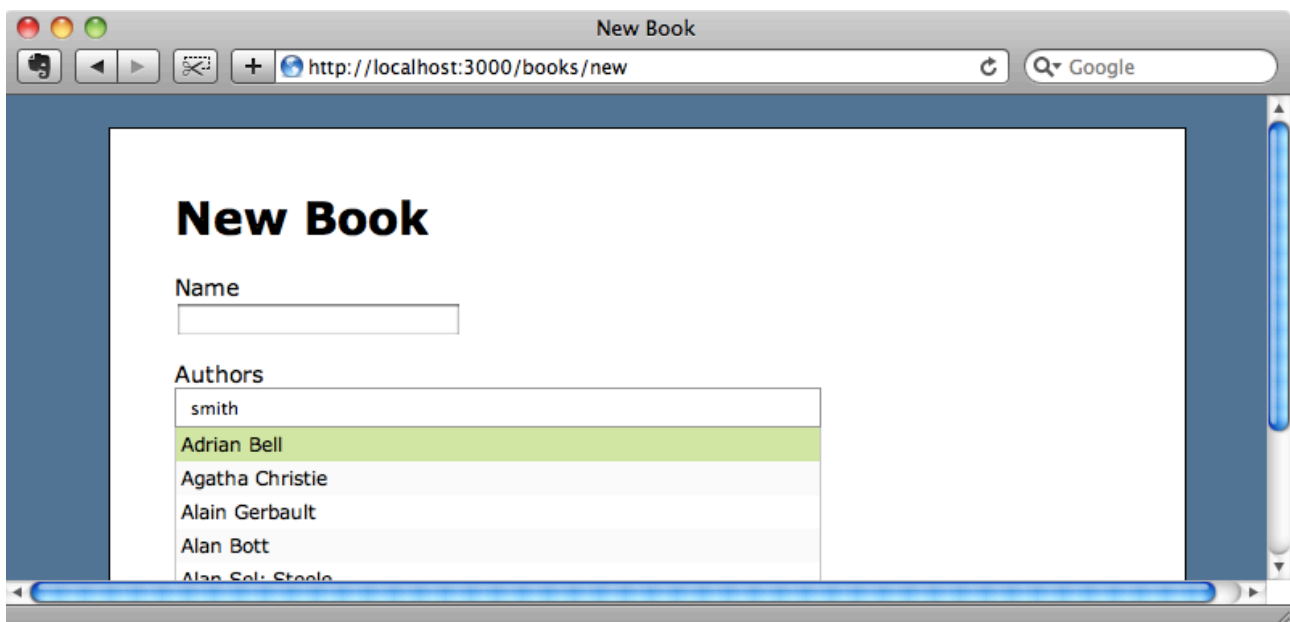 New Book
http://localhost:3000/books/new
Google
New Book
Name
Authors
smith
Adrian Bell
Agatha Christie
Alain Gerbault
Alan Bott
Alan